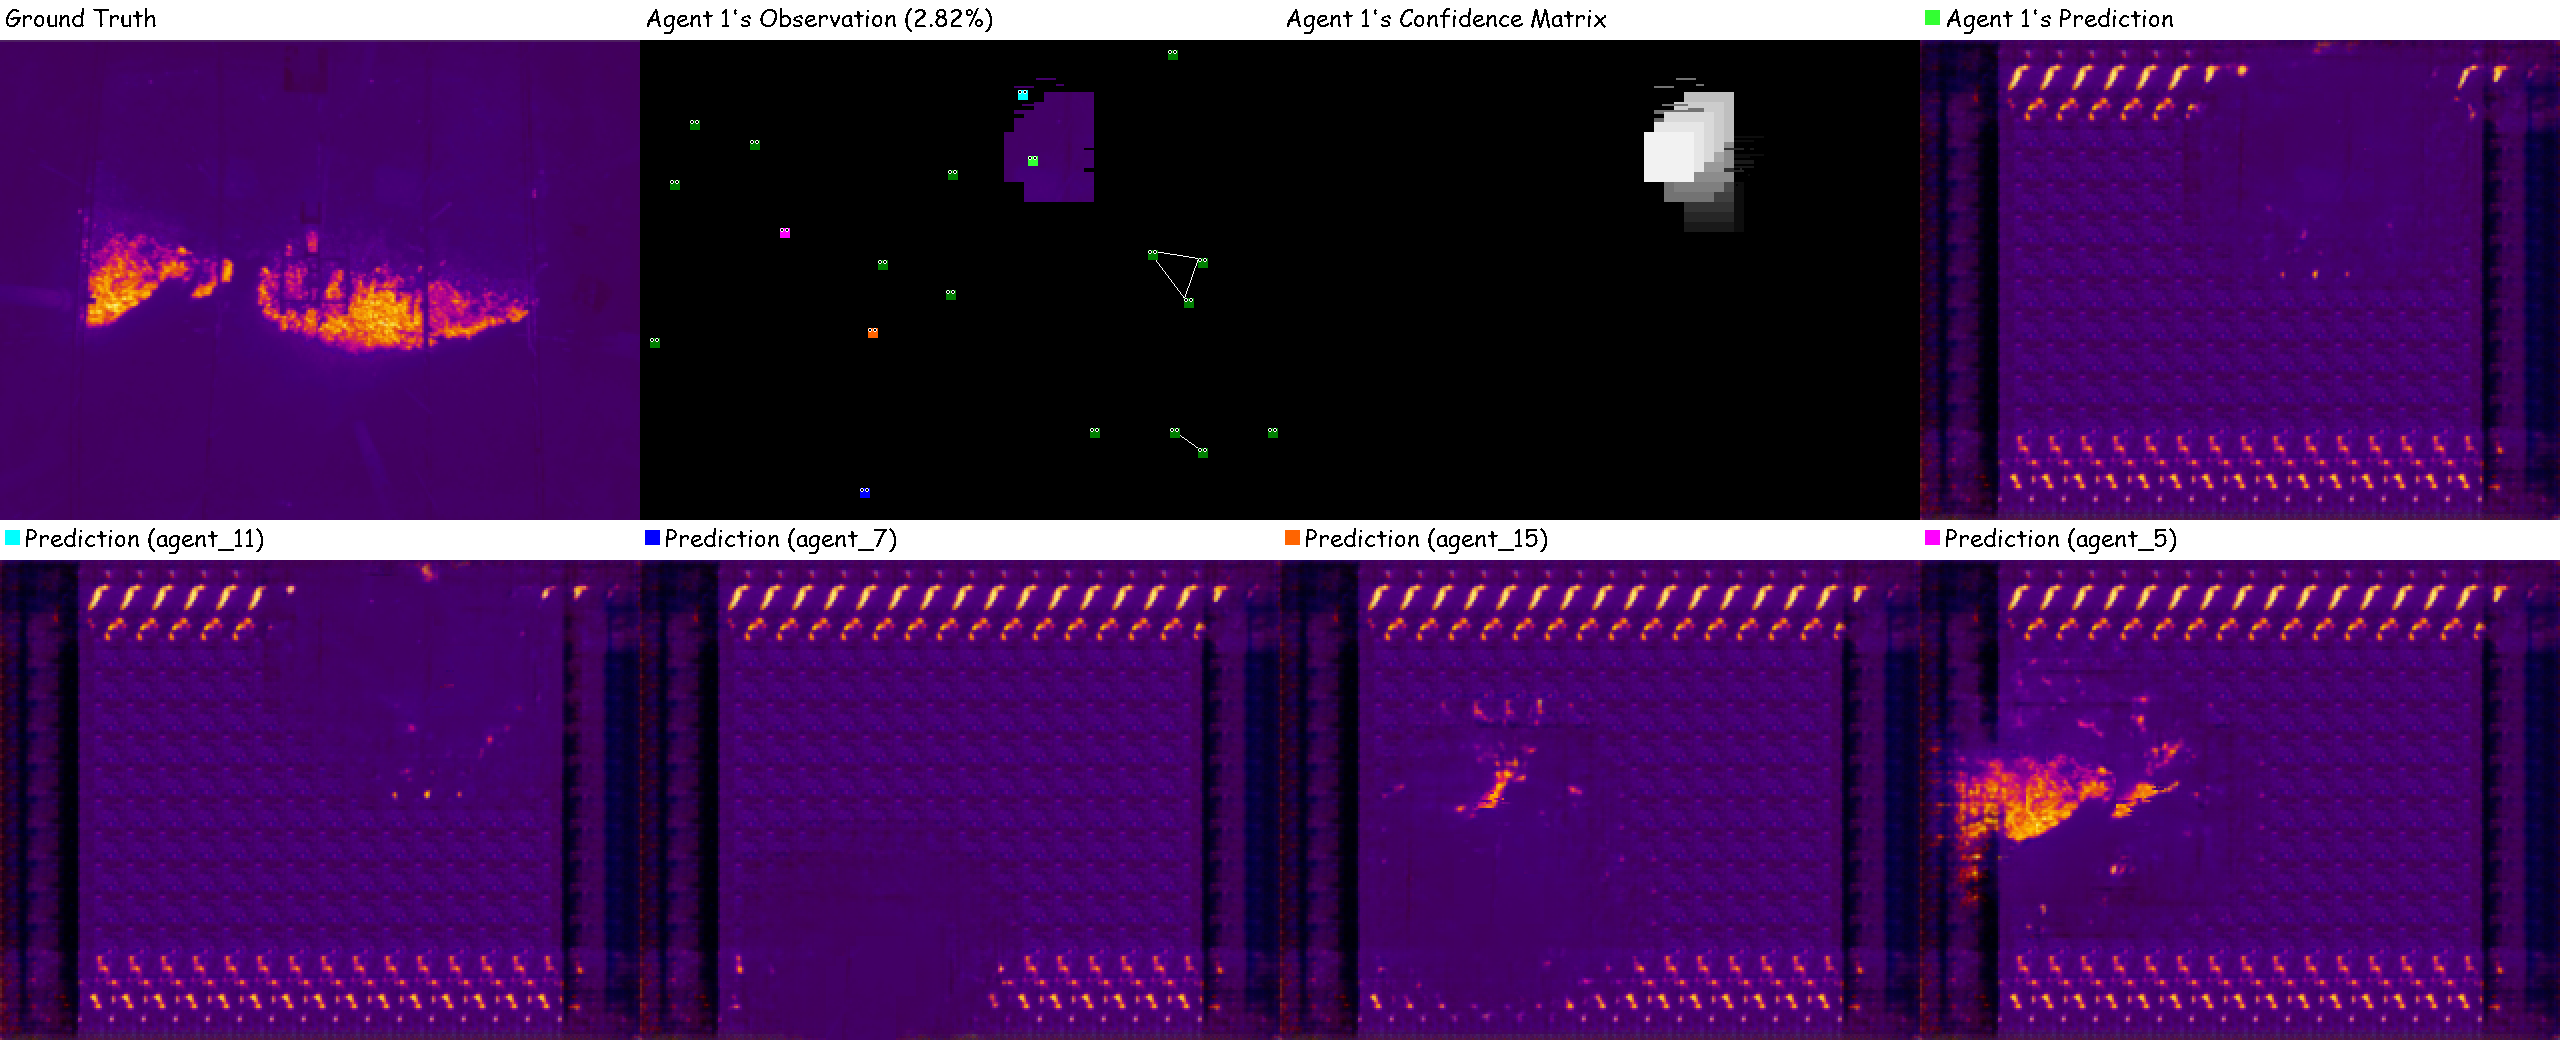 Ground Truth
Agent 1's Observation (2.82%)
Agent 1's Confidence Matrix
Agent 1's Prediction
Prediction (agent_11)
Prediction (agent_7)
Prediction (agent_15)
Prediction (agent_5)